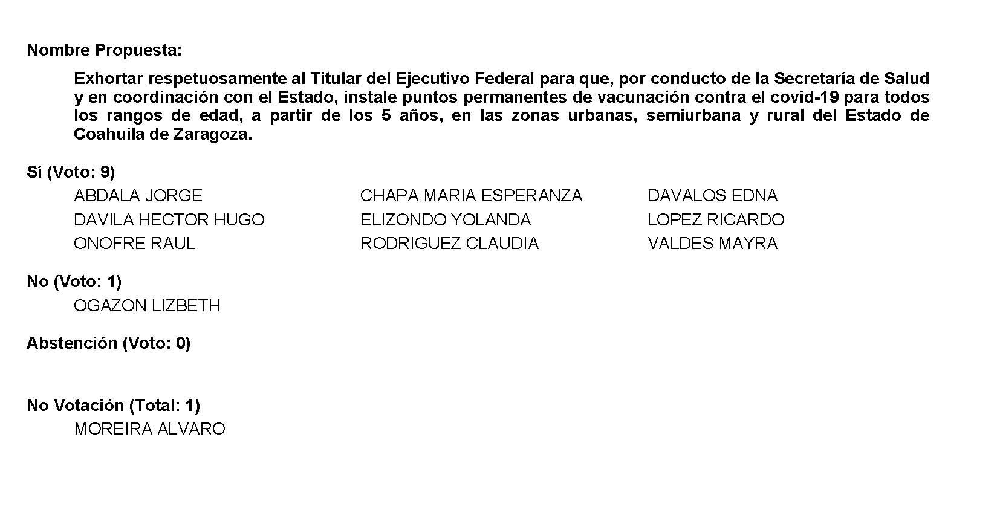 Nombre Propuesta:
Exhortar respetuosamente al Titular del Ejecutivo Federal para que, por conducto de la Secretaría de Salud
y en coordinación con el Estado, instale puntos permanentes de vacunación contra el covid-19 para todos
los rangos de edad, a partir de los 5 años, en las zonas urbanas, semiurbana y rural del Estado de
Coahuila de Zaragoza.
Sí (Voto: 9)
ABDALA JORGE CHAPA MARIA ESPERANZA DAVALOS EDNA
DAVILA HECTOR HUGO ELIZONDO YOLANDA LOPEZ RICARDO
ONOFRE RAUL RODRIGUEZ CLAUDIA VALDES MAYRA
No (Voto: 1)
OGAZON LIZBETH
Abstención (Voto: 0)
No Votación (Total: 1)
MOREIRA ALVARO